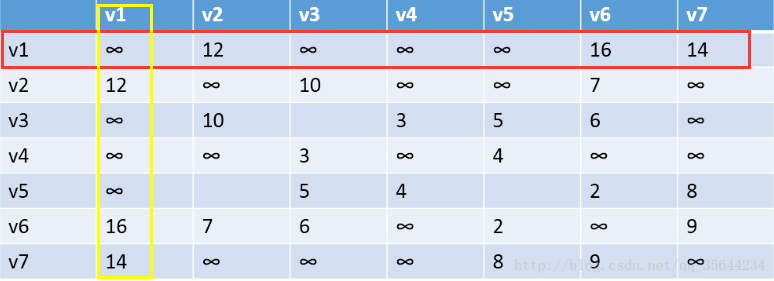 v1 v2 v3 v4 v5 v6 v7
v1 ∞ 12 ∞ ∞ ∞ 16 14
v2 12 ∞ 10 ∞ ∞ 7 ∞
v3 ∞ 10 3 5 6 ∞
v4 ∞ ∞ 3 ∞ 4 ∞ ∞
v5 ∞ 5 4 2 8
v6 16 7 6 ∞ 2 ∞ 9
v7 14 ∞ ∞ ∞ 8 9 ∞
http://blog.csdn.net/qq_35644234